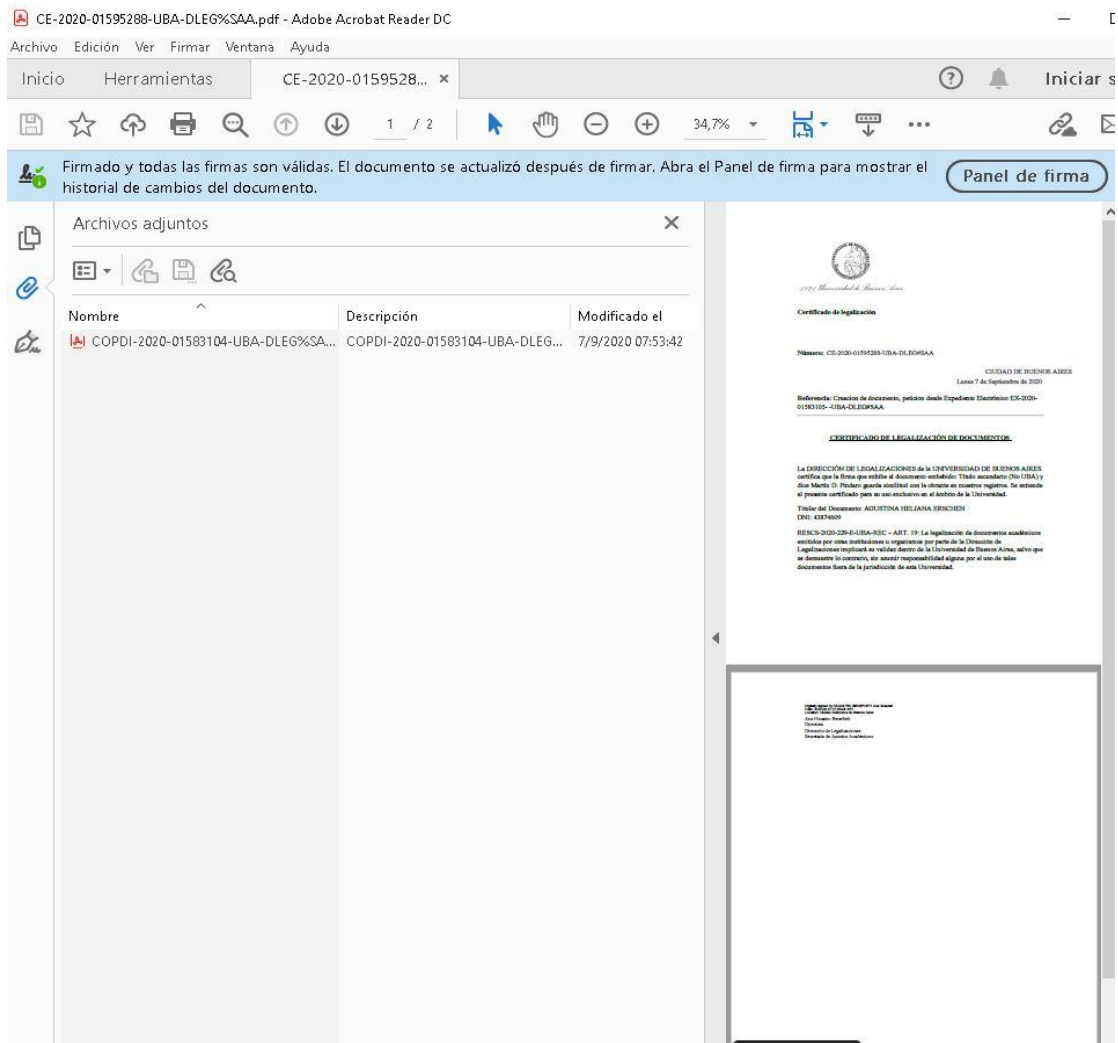 CE-2020-01595288-UBA-DLEG%SAA.pdf - Adobe Acrobat Reader DC
Archivo Edición Ver Firmar Ventana Ayuda
Inicio Herramientas CE-2020-0159528... × Iniciar s
1 / 2 34,7%
Firmado y todas las firmas son válidas. El documento se actualizó después de firmar. Abra el Panel de firma para mostrar el
historial de cambios del documento.
Panel de firma
Archivos adjuntos
Nombre Descripción Modificado el
COPDI-2020-01583104-UBA-DLEG%SA... COPDI-2020-01583104-UBA-DLEG... 7/9/2020 07:53:42
1821 Universidad de Buenos Aires
Certificado de legalización
Número: CE-2020-01595288-UBA-DLEG#SAA
CIUDAD DE BUENOS AIRES
Lunes 7 de Septiembre de 2020
Referencia: Creacion de documento, peticion desde Expediente Electrónico EX-2020-
01583105- -UBA-DLEG#SAA
CERTIFICADO DE LEGALIZACIÓN DE DOCUMENTOS
La DIRECCIÓN DE LEGALIZACIONES de la UNIVERSIDAD DE BUENOS AIRES
certifica que la firma que exhibe el documento embebido: Título secundario (No UBA) y
dice Martín D. Pindaro guarda similitud con la obrante en nuestros registros. Se extiende
el presente certificado para su uso exclusivo en el ámbito de la Universidad.
Titular del Documento: AGUSTINA HELIANA ERSCHEN
DNI: 43874609
RESCS-2020-229-E-UBA-REC – ART. 19: La legalización de documentos académicos
emitidos por otras instituciones u organismos por parte de la Dirección de
Legalizaciones implicará su validez dentro de la Universidad de Buenos Aires, salvo que
se demuestre lo contrario, sin asumir responsabilidad alguna por el uso de tales
documentos fuera de la jurisdicción de esta Universidad.
Directora
Dirección de Legalizaciones
Secretaría de Asuntos Académicos